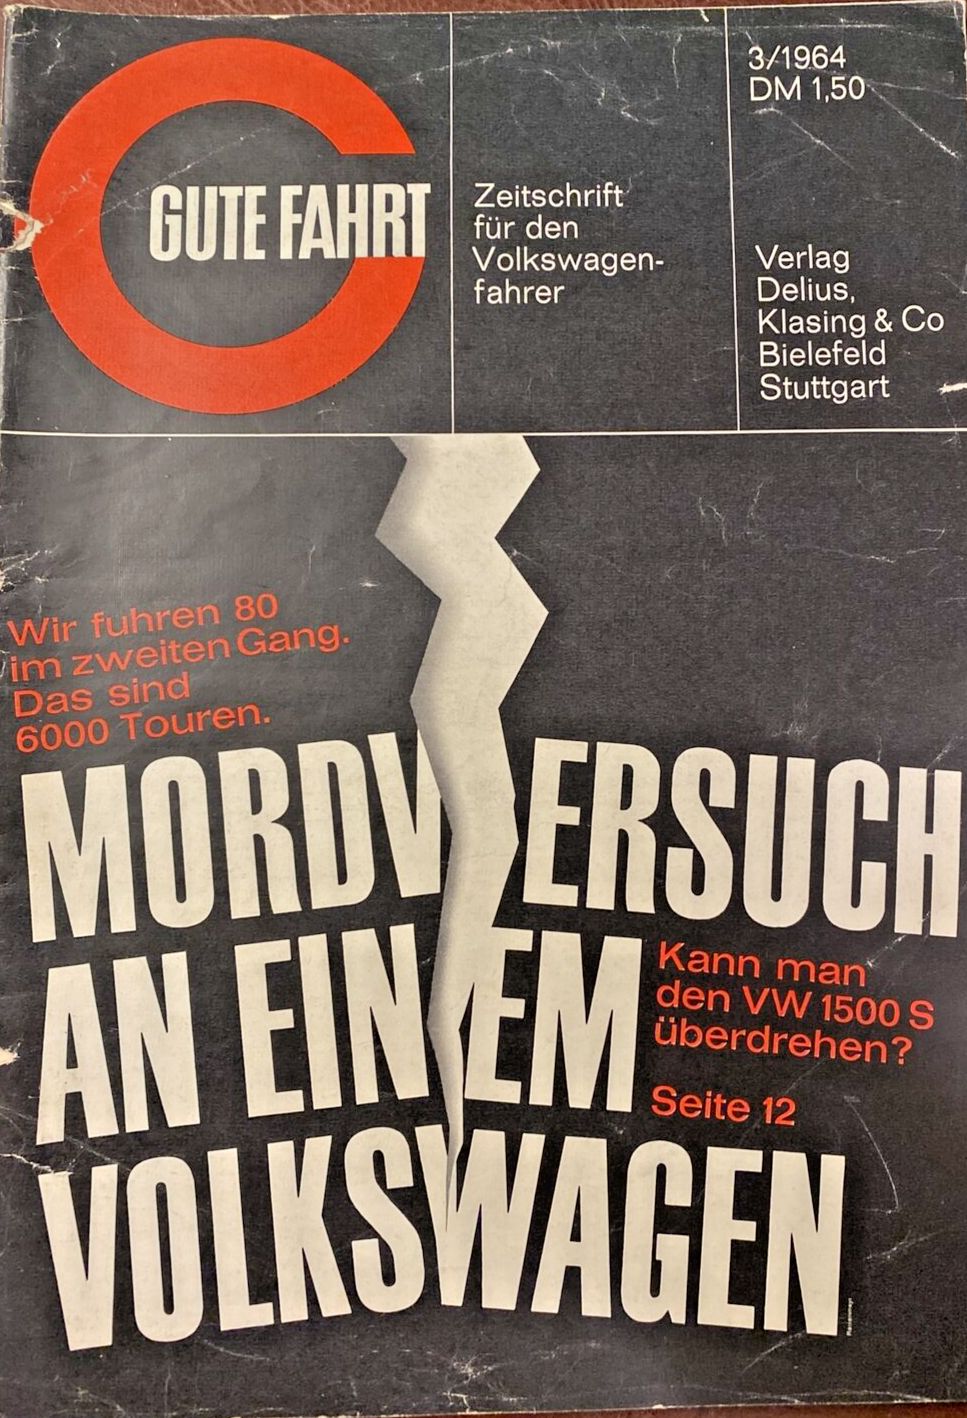 GUTE FAHRT
Zeitschrift
für den
Volkswagen-
fahrer
3/1964
DM 1,50
Verlag
Delius,
Klasing & Co
Bielefeld
Stuttgart
Wir fuhren 80
im zweiten Gang.
Das sind
6000 Touren.
MORDVERSUCH
AN EINEM
VOLKSWAGEN
Kann man
den VW 1500 S
überdrehen?
Seite 12